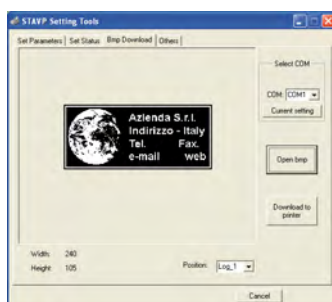 STAVP Setting Tools
Set Parameters Set Status Bmp Download Others
Select COM
COM: COM1
Current setting
Azienda S.r.l.
Indirizzo - Italy
Tel. Fax.
e-mail web
Open bmp
Download to
printer
Width: 240
Height: 105
Position: Log_1
Cancel